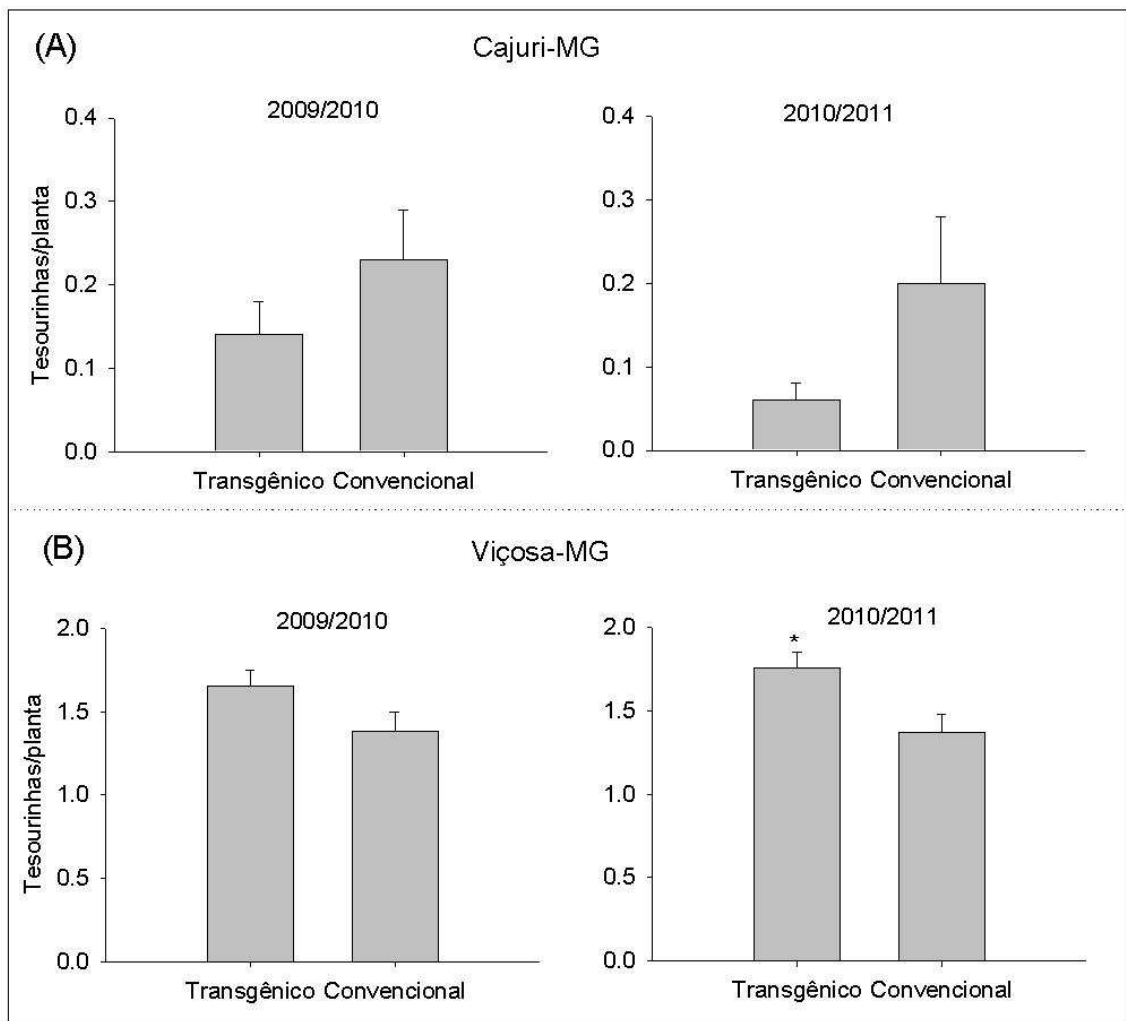 (A)
Cajuri-MG
2009/2010
0.4
0.3
0.2
0.1
0.0
Tesourinhas/planta
Transgênico Convencional
2010/2011
0.4
0.3
0.2
0.1
0.0
Transgênico Convencional
(B)
Viçosa-MG
2009/2010
2.0
1.5
1.0
0.5
0.0
Tesourinhas/planta
Transgênico Convencional
2010/2011
2.0
1.5
1.0
0.5
0.0
*
Transgênico Convencional